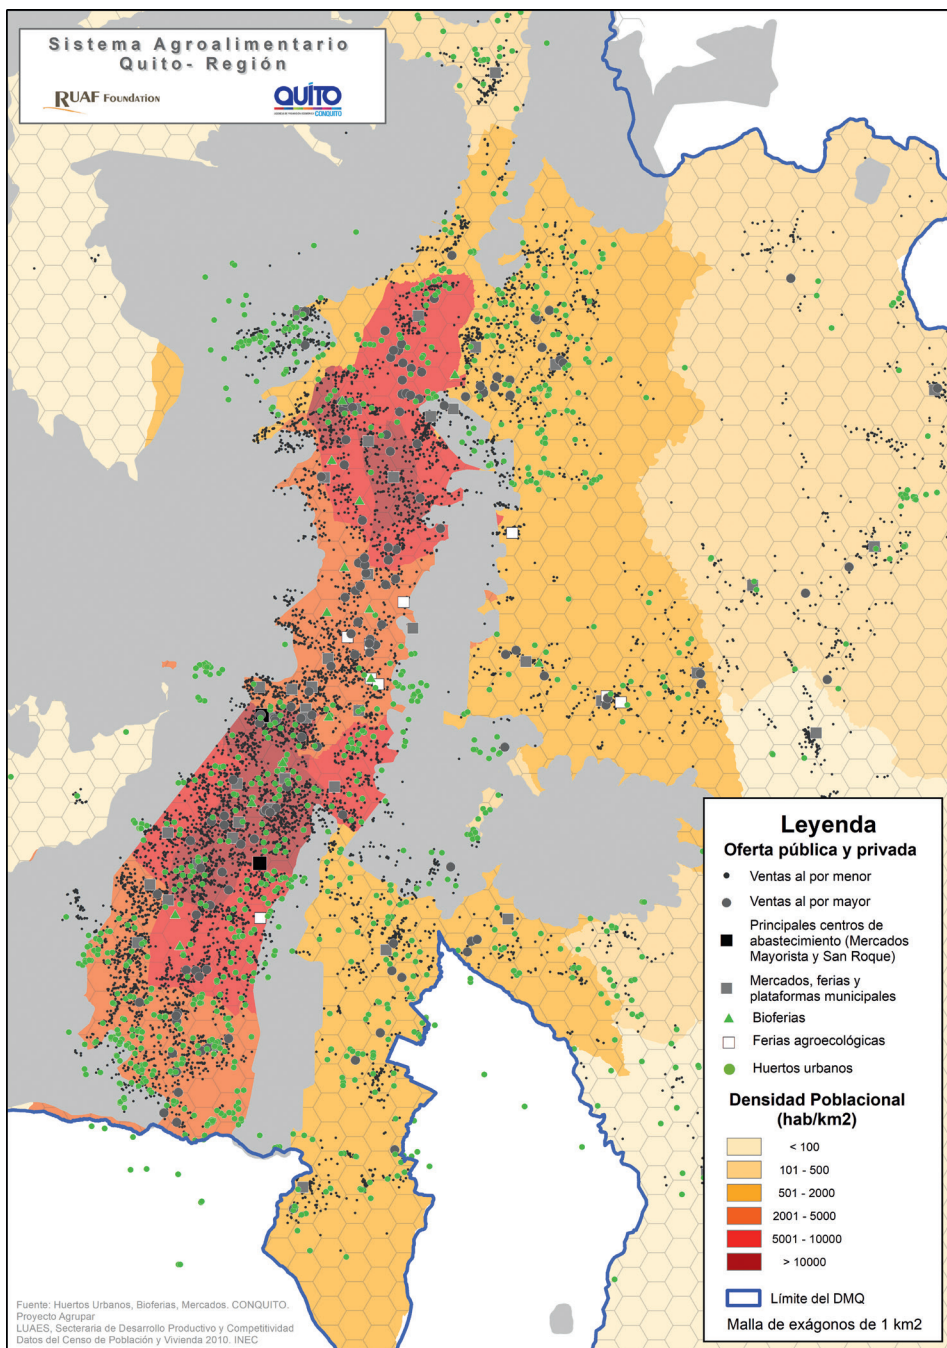 Sistema Agroalimentario
Quito- Región
RUAF FOUNDATION
QUITO
CONQUITO
Leyenda
Oferta pública y privada
Ventas al por menor
Ventas al por mayor
Principales centros de
abastecimiento (Mercados
Mayorista y San Roque)
Mercados, ferias y
plataformas municipales
Bioferias
Ferias agroecológicas
Huertos urbanos
Densidad Poblacional
(hab/km2)
< 100
101 - 500
501 - 2000
2001 - 5000
5001 - 10000
> 10000
Límite del DMQ
Malla de exágonos de 1 km2
Fuente: Huertos Urbanos, Bioferias, Mercados. CONQUITO.
Proyecto Agrupar
LUAES, Secteraria de Desarrollo Productivo y Competitividad
Datos del Censo de Población y Vivienda 2010. INEC